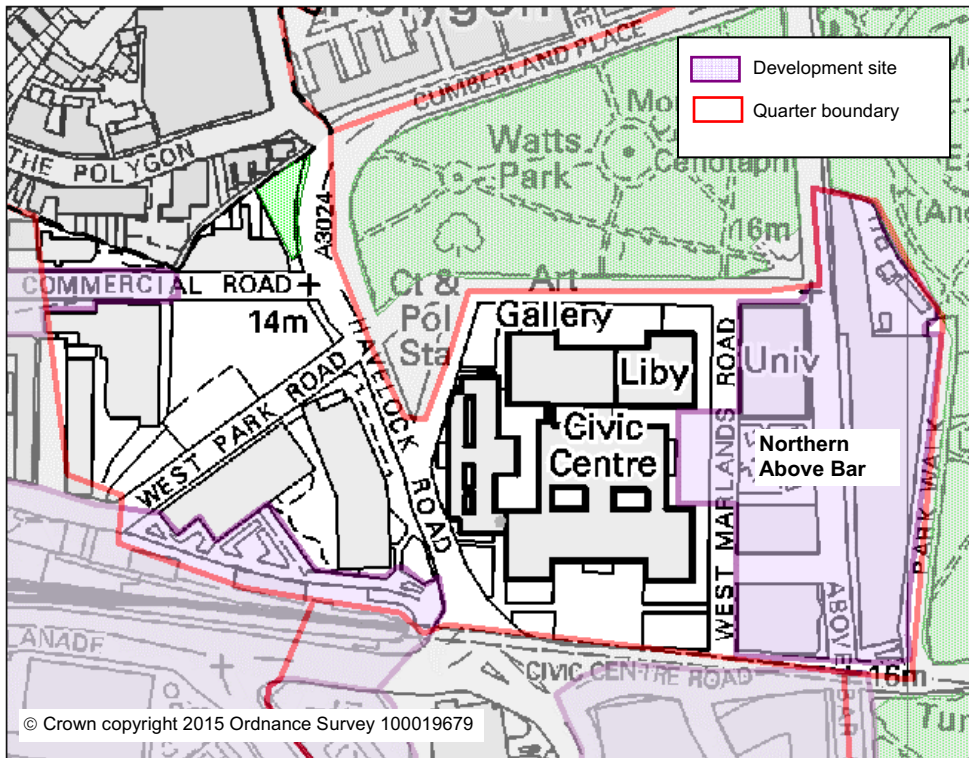 Polygon
CUMBERLAND PLACE
Development site
Quarter boundary
THE POLYGON
Watts
Park
Cenotaph
A3024
16m
COMMERCIAL ROAD
14m
Ct &
Pol
Sta
Art
Gallery
Liby
Univ
HAVELOCK ROAD
WEST PARK ROAD
Civic
Centre
WEST MARLANDS ROAD
Northern
Above Bar
PARK WALK
ABOVE BAR
ANADE
CIVIC CENTRE ROAD
16m
© Crown copyright 2015 Ordnance Survey 100019679